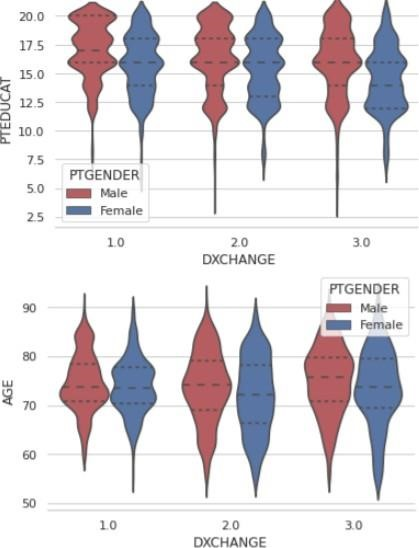 20.0
17.5
15.0
12.5
10.0
7.5
5.0
2.5
PTEDUCAT
PTGENDER
Male
Female
1.0 2.0 3.0
DXCHANGE
90
80
70
60
50
AGE
PTGENDER
Male
Female
1.0 2.0 3.0
DXCHANGE